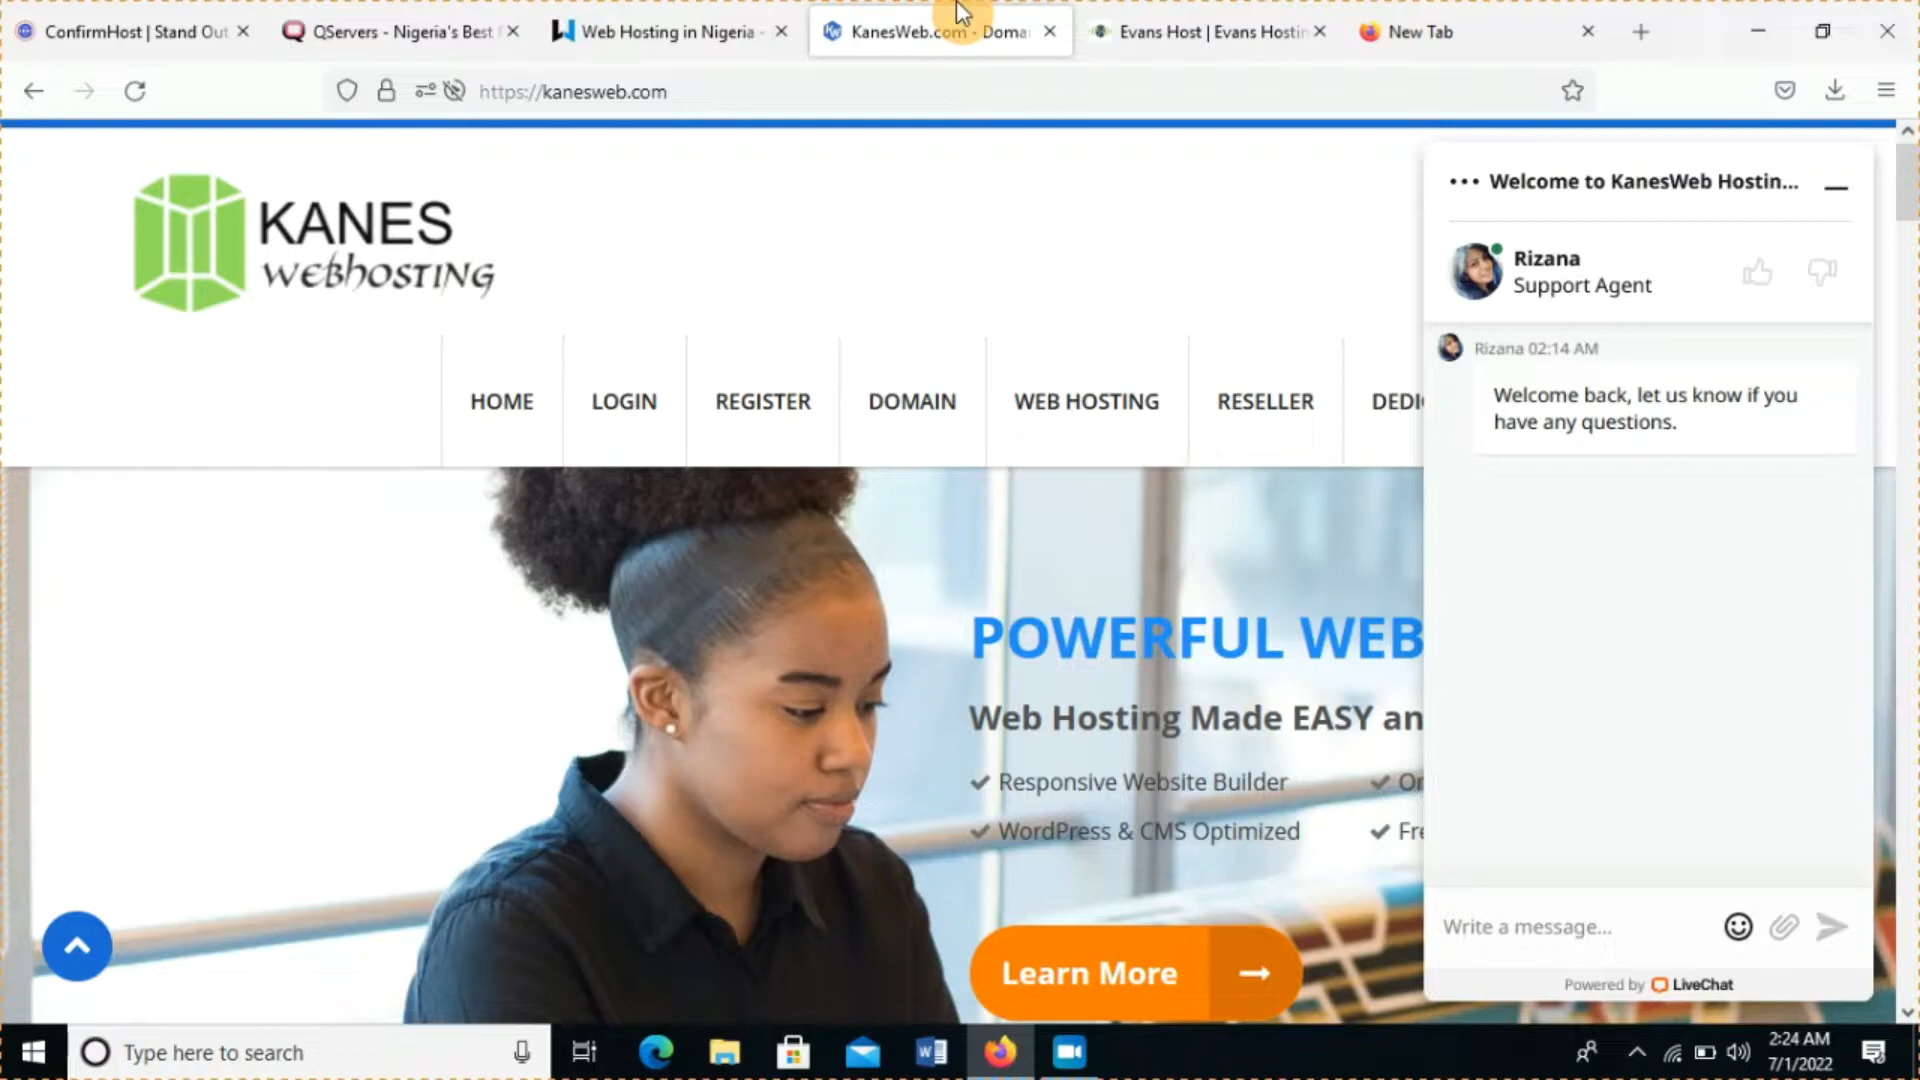 ConfirmHost | Stand Out
QServers - Nigeria's Best
Web Hosting in Nigeria -
KanesWeb.com - Domai
Evans Host | Evans Hostin
New Tab
https://kanesweb.com
KANES
WEBHOSTING
HOME
LOGIN
REGISTER
DOMAIN
WEB HOSTING
RESELLER
DEDI
POWERFUL WEB
Web Hosting Made EASY an
Responsive Website Builder
WordPress & CMS Optimized
Fre
Learn More
Welcome to KanesWeb Hostin...
Rizana
Support Agent
Rizana 02:14 AM
Welcome back, let us know if you
have any questions.
Write a message...
Powered by LiveChat
Type here to search
2:24 AM
7/1/2022